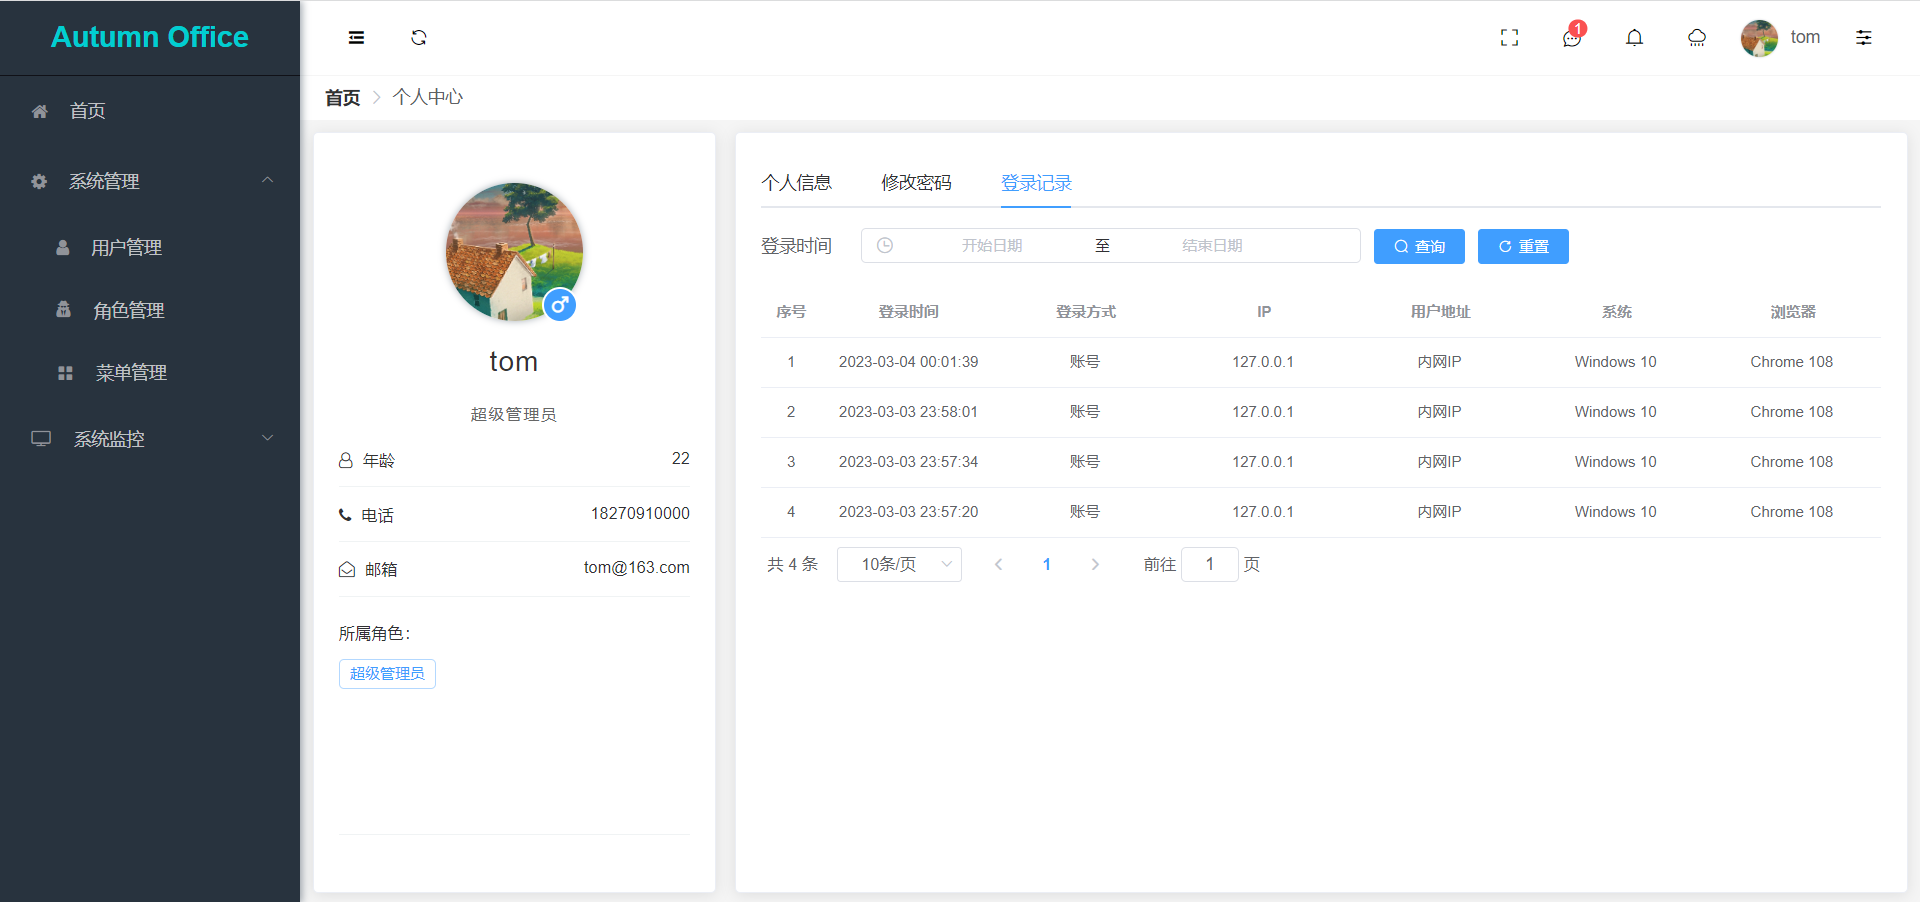 Autumn Office
首页
系统管理
用户管理
角色管理
菜单管理
系统监控
1
tom
首页 个人中心
tom
超级管理员
年龄 22
电话 18270910000
邮箱 tom@163.com
所属角色：
超级管理员
个人信息 修改密码 登录记录
登录时间 开始日期 至 结束日期 查询 重置
序号 登录时间 登录方式 IP 用户地址 系统 浏览器
1 2023-03-04 00:01:39 账号 127.0.0.1 内网IP Windows 10 Chrome 108
2 2023-03-03 23:58:01 账号 127.0.0.1 内网IP Windows 10 Chrome 108
3 2023-03-03 23:57:34 账号 127.0.0.1 内网IP Windows 10 Chrome 108
4 2023-03-03 23:57:20 账号 127.0.0.1 内网IP Windows 10 Chrome 108
共 4 条 10条/页 1 前往 1 页